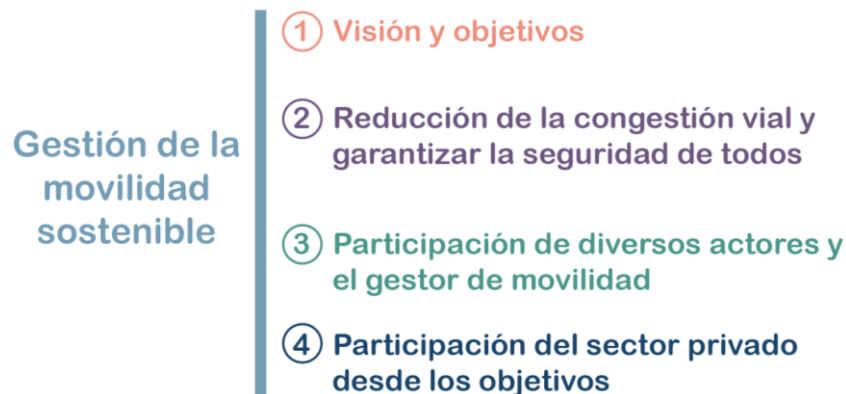 Gestión de la
movilidad
sostenible
1 Visión y objetivos
2 Reducción de la congestión vial y
garantizar la seguridad de todos
3 Participación de diversos actores y
el gestor de movilidad
4 Participación del sector privado
desde los objetivos